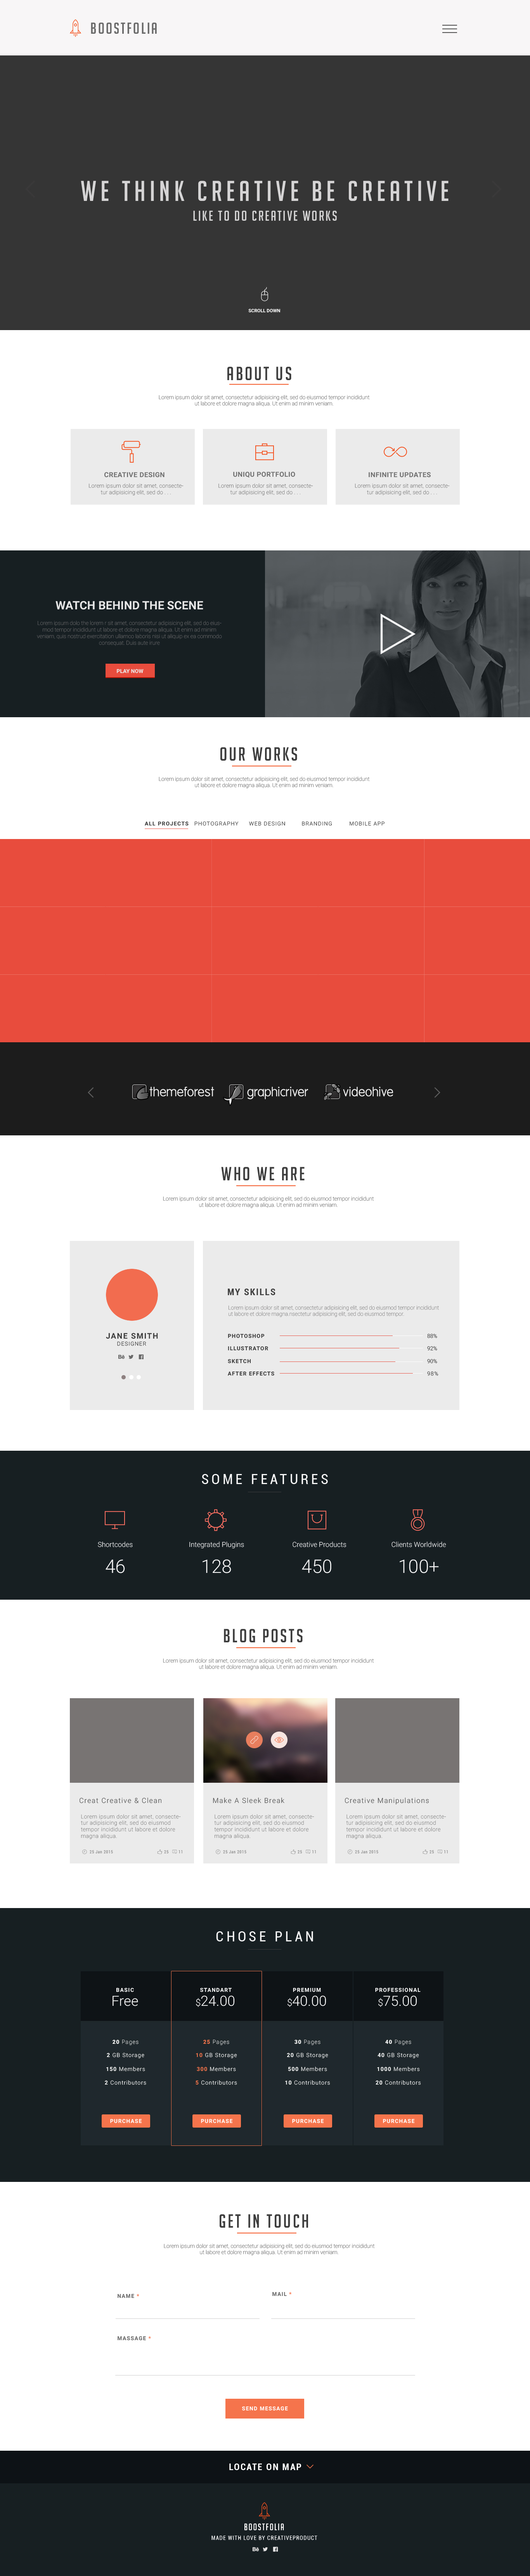 BOOSTFOLIA
WE THINK CREATIVE BE CREATIVE
LIKE TO DO CREATIVE WORKS
SCROLL DOWN
ABOUT US
Lorem ipsum dolor sit amet, consectetur adipisicing elit, sed do eiusmod tempor incididunt
ut labore et dolore magna aliqua. Ut enim ad minim veniam.
CREATIVE DESIGN
Lorem ipsum dolor sit amet, consecte-
tur adipisicing elit, sed do . . .
UNIQU PORTFOLIO
Lorem ipsum dolor sit amet, consecte-
tur adipisicing elit, sed do . . .
INFINITE UPDATES
Lorem ipsum dolor sit amet, consecte-
tur adipisicing elit, sed do . . .
WATCH BEHIND THE SCENE
Lorem ipsum dolo the lorem r sit amet, consectetur adipisicing elit, sed do eius-
mod tempor incididunt ut labore et dolore magna aliqua. Ut enim ad minim
veniam, quis nostrud exercitation ullamco laboris nisi ut aliquip ex ea commodo
consequat. Duis aute irure
PLAY NOW
OUR WORKS
Lorem ipsum dolor sit amet, consectetur adipisicing elit, sed do eiusmod tempor incididunt
ut labore et dolore magna aliqua. Ut enim ad minim veniam.
ALL PROJECTS PHOTOGRAPHY WEB DESIGN BRANDING MOBILE APP
themeforest graphicriver videohive
WHO WE ARE
Lorem ipsum dolor sit amet, consectetur adipisicing elit, sed do eiusmod tempor incididunt
ut labore et dolore magna aliqua. Ut enim ad minim veniam.
JANE SMITH
DESIGNER
Bē
MY SKILLS
Lorem ipsum dolor sit amet, consectetur adipisicing elit, sed do eiusmod tempor incididunt
ut labore et dolore magna nsectetur adipisicing elit, sed do eiusmod tempor.
PHOTOSHOP 88%
ILLUSTRATOR 92%
SKETCH 90%
AFTER EFFECTS 98%
SOME FEATURES
Shortcodes
46
Integrated Plugins
128
Creative Products
450
Clients Worldwide
100+
BLOG POSTS
Lorem ipsum dolor sit amet, consectetur adipisicing elit, sed do eiusmod tempor incididunt
ut labore et dolore magna aliqua. Ut enim ad minim veniam.
Creat Creative & Clean
Lorem ipsum dolor sit amet, consecte-
tur adipisicing elit, sed do eiusmod
tempor incididunt ut labore et dolore
magna aliqua.
25 Jan 2015 25 11
Make A Sleek Break
Lorem ipsum dolor sit amet, consecte-
tur adipisicing elit, sed do eiusmod
tempor incididunt ut labore et dolore
magna aliqua.
25 Jan 2015 25 11
Creative Manipulations
Lorem ipsum dolor sit amet, consecte-
tur adipisicing elit, sed do eiusmod
tempor incididunt ut labore et dolore
magna aliqua.
25 Jan 2015 25 11
CHOSE PLAN
BASIC
Free
20 Pages
2 GB Storage
150 Members
2 Contributors
PURCHASE
STANDART
$24.00
25 Pages
10 GB Storage
300 Members
5 Contributors
PURCHASE
PREMIUM
$40.00
30 Pages
20 GB Storage
500 Members
10 Contributors
PURCHASE
PROFESSIONAL
$75.00
40 Pages
40 GB Storage
1000 Members
20 Contributors
PURCHASE
GET IN TOUCH
Lorem ipsum dolor sit amet, consectetur adipisicing elit, sed do eiusmod tempor incididunt
ut labore et dolore magna aliqua. Ut enim ad minim veniam.
NAME *
MAIL *
MASSAGE *
SEND MESSAGE
LOCATE ON MAP
BOOSTFOLIA
MADE WITH LOVE BY CREATIVEPRODUCT
Bē